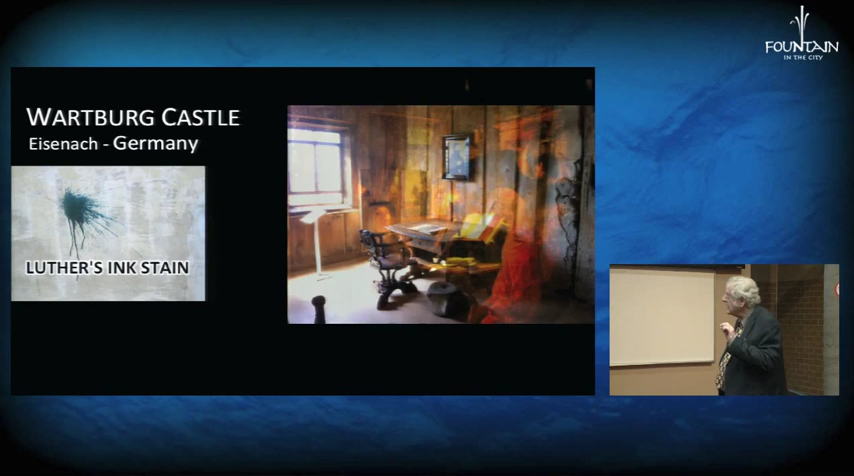 FOUNTAIN
IN THE CITY
WARTBURG CASTLE
Eisenach - Germany
LUTHER'S INK STAIN